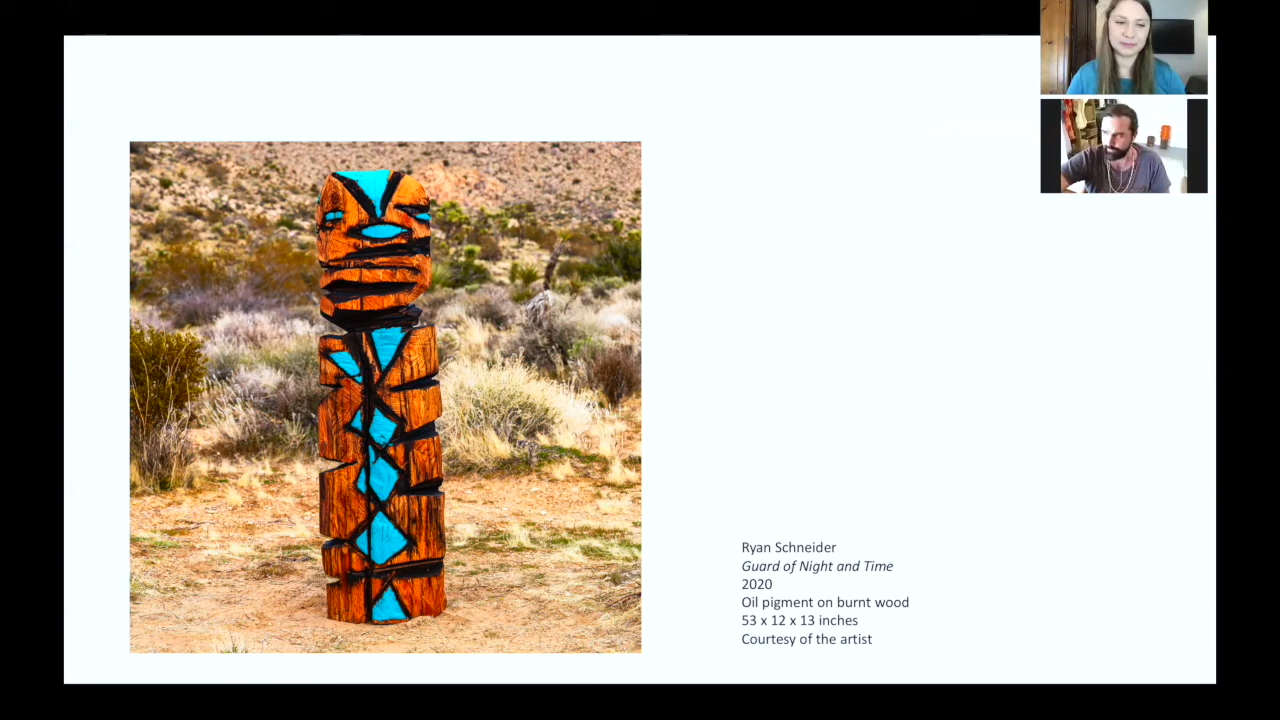 Ryan Schneider
Guard of Night and Time
2020
Oil pigment on burnt wood
53 x 12 x 13 inches
Courtesy of the artist